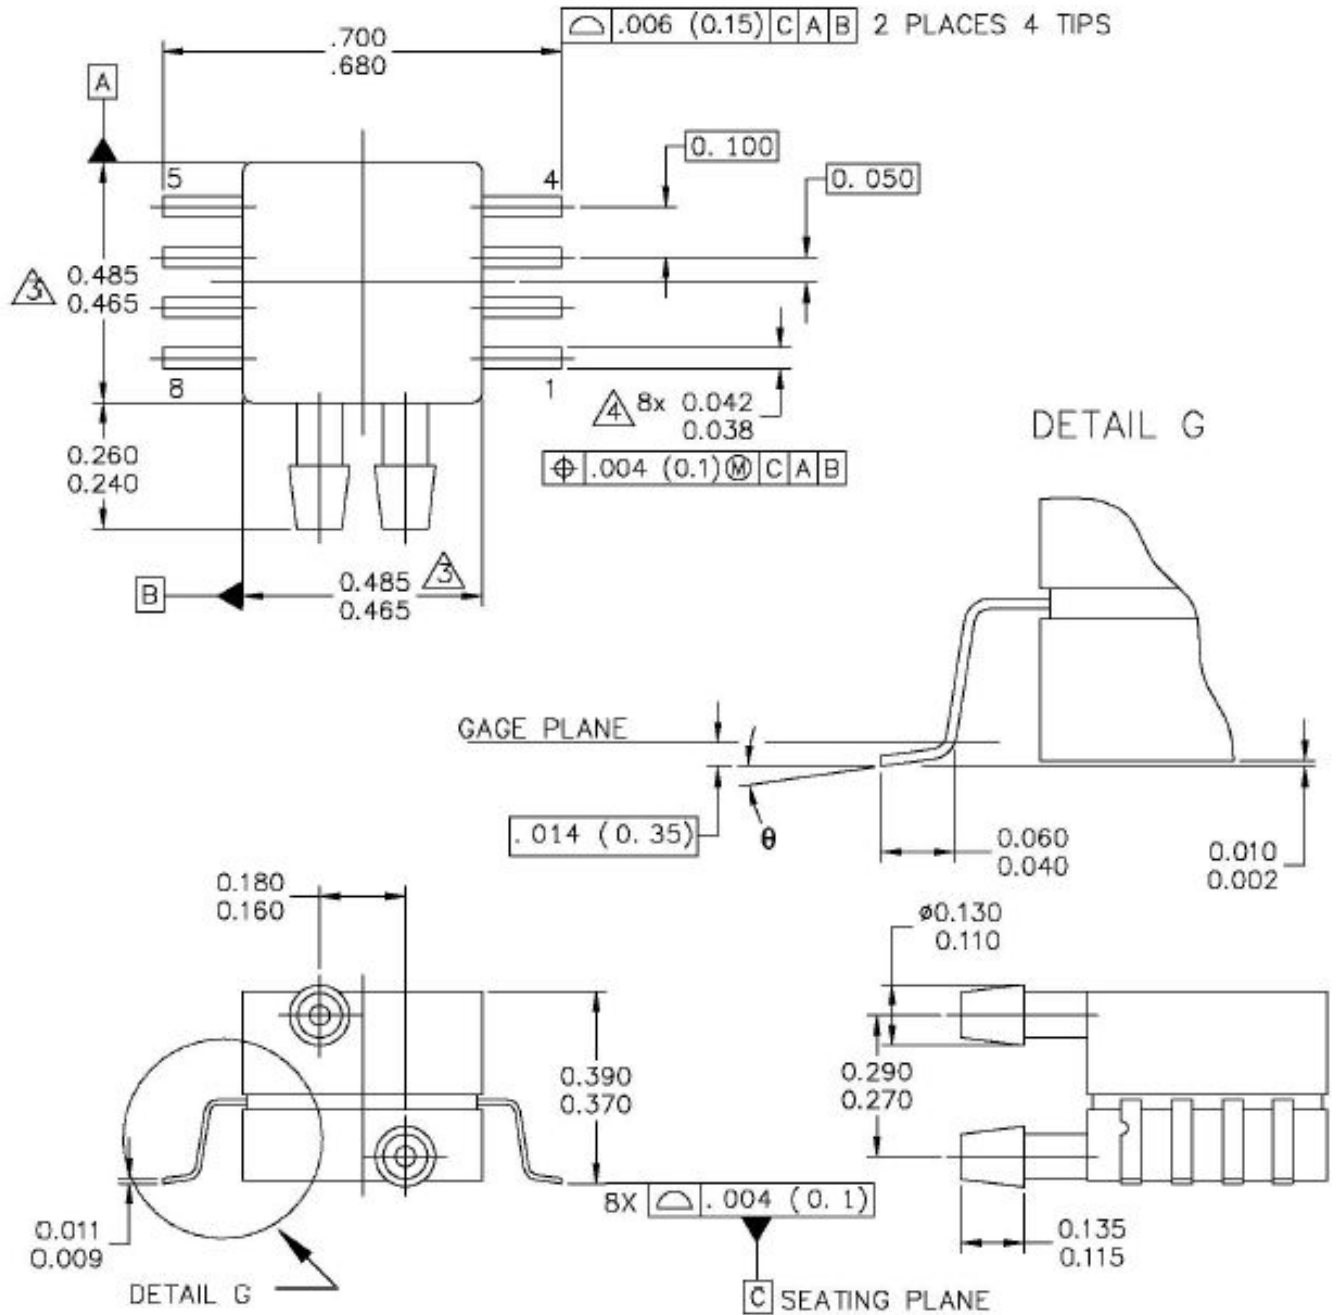 .700
.680
⌓ .006 (0.15) C A B 2 PLACES 4 TIPS
A
0.100
0.050
5
4
3 0.485
0.465
8
1
4 8x 0.042
0.038
⌖ .004 (0.1) Ⓜ C A B
0.260
0.240
B
0.485 3
0.465
DETAIL G
GAGE PLANE
.014 (0.35)
θ
0.060
0.040
0.010
0.002
0.180
0.160
ø0.130
0.110
0.390
0.370
0.290
0.270
0.011
0.009
DETAIL G
8X ⌓ .004 (0.1)
C SEATING PLANE
0.135
0.115